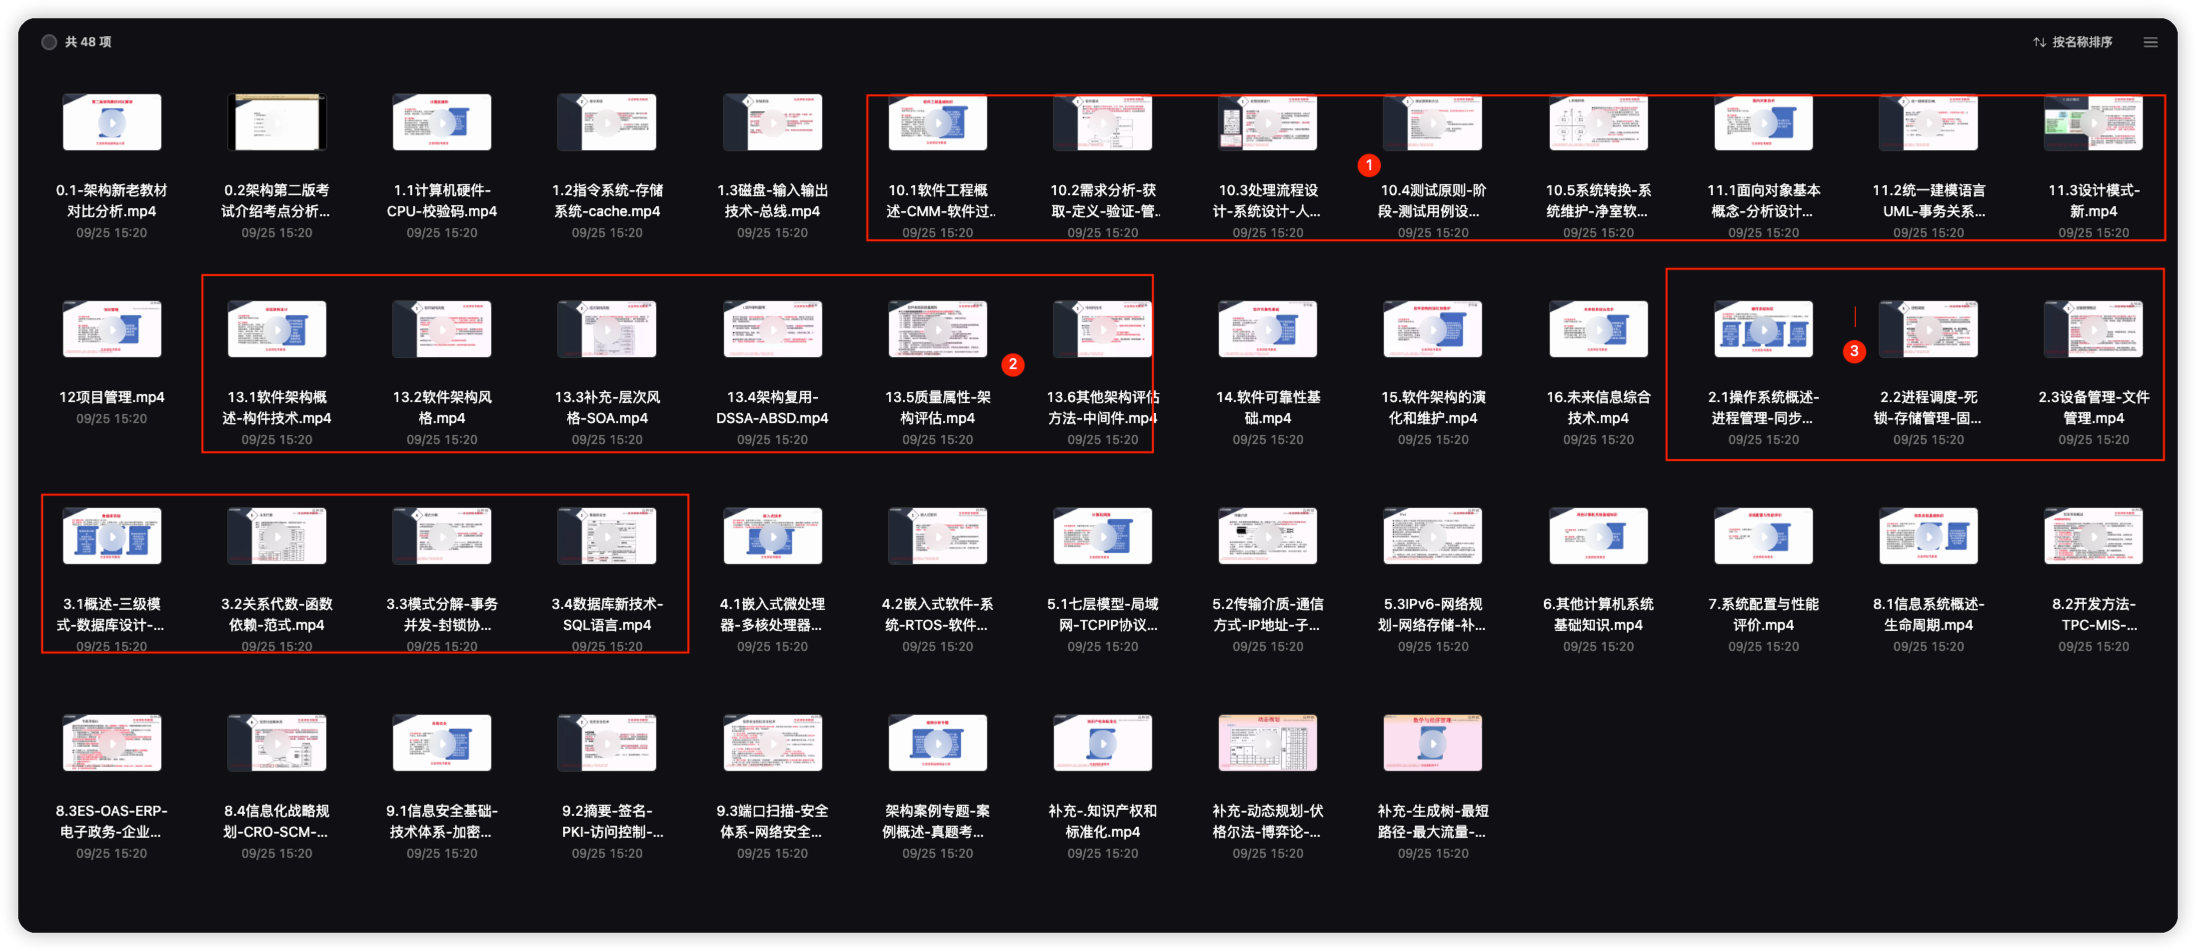 共 48 项
按名称排序
0.1-架构新老教材
对比分析.mp4
09/25 15:20
0.2架构第二版考
试介绍考点分析...
09/25 15:20
1.1计算机硬件-
CPU-校验码.mp4
09/25 15:20
1.2指令系统-存储
系统-cache.mp4
09/25 15:20
1.3磁盘-输入输出
技术-总线.mp4
09/25 15:20
10.1软件工程概
述-CMM-软件过...
09/25 15:20
10.2需求分析-获
取-定义-验证-管...
09/25 15:20
10.3处理流程设
计-系统设计-人...
09/25 15:20
1
10.4测试原则-阶
段-测试用例设...
09/25 15:20
10.5系统转换-系
统维护-净室软...
09/25 15:20
11.1面向对象基本
概念-分析设计...
09/25 15:20
11.2统一建模语言
UML-事务关系...
09/25 15:20
11.3设计模式-
新.mp4
09/25 15:20
12项目管理.mp4
09/25 15:20
13.1软件架构概
述-构件技术.mp4
09/25 15:20
13.2软件架构风
格.mp4
09/25 15:20
13.3补充-层次风
格-SOA.mp4
09/25 15:20
13.4架构复用-
DSSA-ABSD.mp4
09/25 15:20
13.5质量属性-架
构评估.mp4
09/25 15:20
2
13.6其他架构评估
方法-中间件.mp4
09/25 15:20
14.软件可靠性基
础.mp4
09/25 15:20
15.软件架构的演
化和维护.mp4
09/25 15:20
16.未来信息综合
技术.mp4
09/25 15:20
2.1操作系统概述-
进程管理-同步...
09/25 15:20
3
2.2进程调度-死
锁-存储管理-固...
09/25 15:20
2.3设备管理-文件
管理.mp4
09/25 15:20
3.1概述-三级模
式-数据库设计-...
09/25 15:20
3.2关系代数-函数
依赖-范式.mp4
09/25 15:20
3.3模式分解-事务
并发-封锁协...
09/25 15:20
3.4数据库新技术-
SQL语言.mp4
09/25 15:20
4.1嵌入式微处理
器-多核处理器...
09/25 15:20
4.2嵌入式软件-系
统-RTOS-软件...
09/25 15:20
5.1七层模型-局域
网-TCPIP协议...
09/25 15:20
5.2传输介质-通信
方式-IP地址-子...
09/25 15:20
5.3IPv6-网络规
划-网络存储-补...
09/25 15:20
6.其他计算机系统
基础知识.mp4
09/25 15:20
7.系统配置与性能
评价.mp4
09/25 15:20
8.1信息系统概述-
生命周期.mp4
09/25 15:20
8.2开发方法-
TPC-MIS-...
09/25 15:20
8.3ES-OAS-ERP-
电子政务-企业...
09/25 15:20
8.4信息化战略规
划-CRO-SCM-...
09/25 15:20
9.1信息安全基础-
技术体系-加密...
09/25 15:20
9.2摘要-签名-
PKI-访问控制-...
09/25 15:20
9.3端口扫描-安全
体系-网络安全...
09/25 15:20
架构案例专题-案
例概述-真题考...
09/25 15:20
补充-.知识产权和
标准化.mp4
09/25 15:20
补充-动态规划-伏
格尔法-博弈论-...
09/25 15:20
补充-生成树-最短
路径-最大流量-...
09/25 15:20